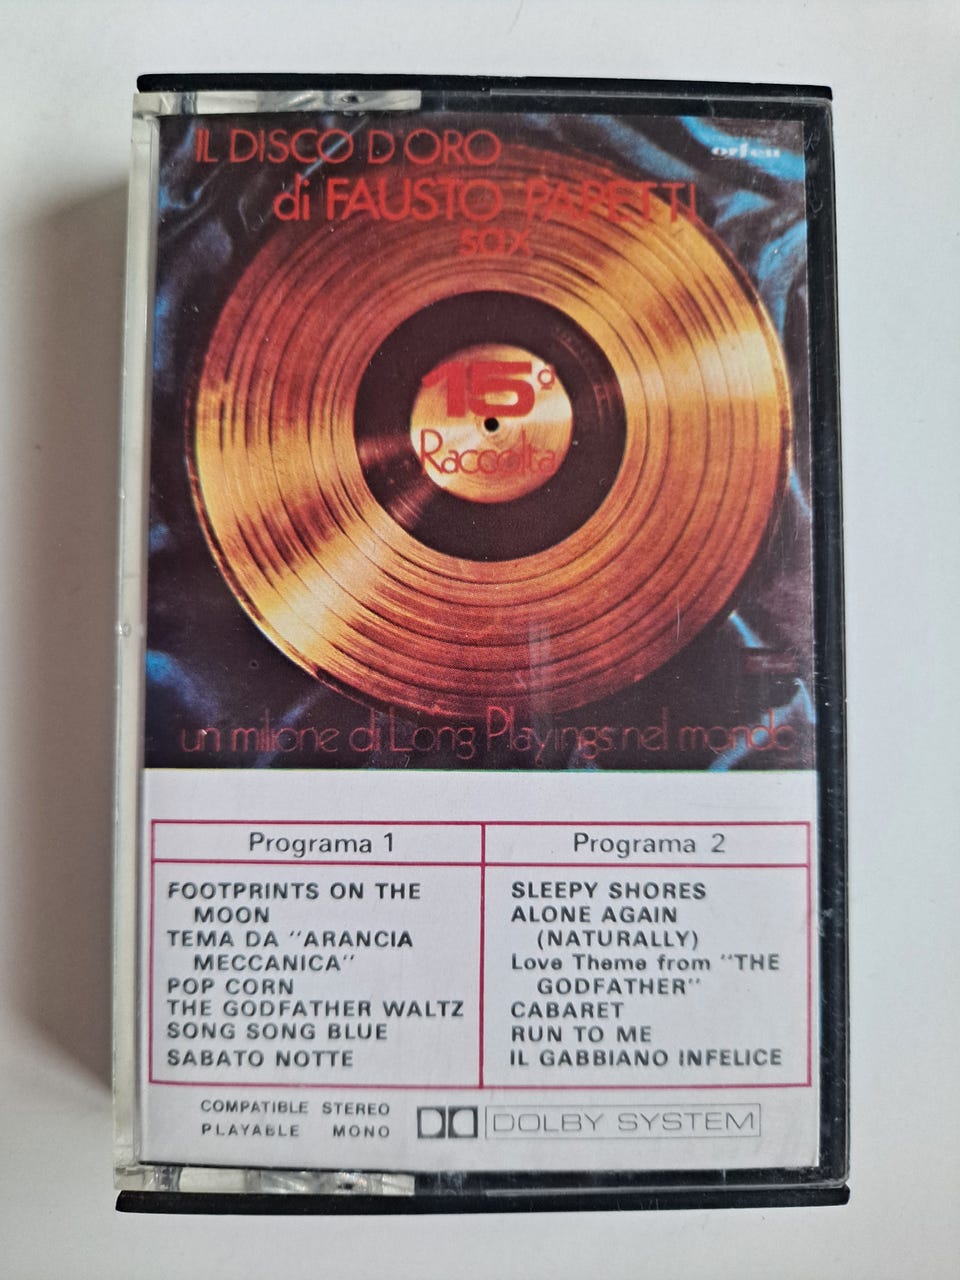 IL DISCO D'ORO
orfeu
di FAUSTO PAPETTI
sax
15ª
Raccolta
un milione di Long Playings nel mondo
Programa 1
FOOTPRINTS ON THE
MOON
TEMA DA "ARANCIA
MECCANICA"
POP CORN
THE GODFATHER WALTZ
SONG SONG BLUE
SABATO NOTTE
Programa 2
SLEEPY SHORES
ALONE AGAIN
(NATURALLY)
Love Theme from "THE
GODFATHER"
CABARET
RUN TO ME
IL GABBIANO INFELICE
COMPATIBLE STEREO
PLAYABLE MONO
DOLBY SYSTEM